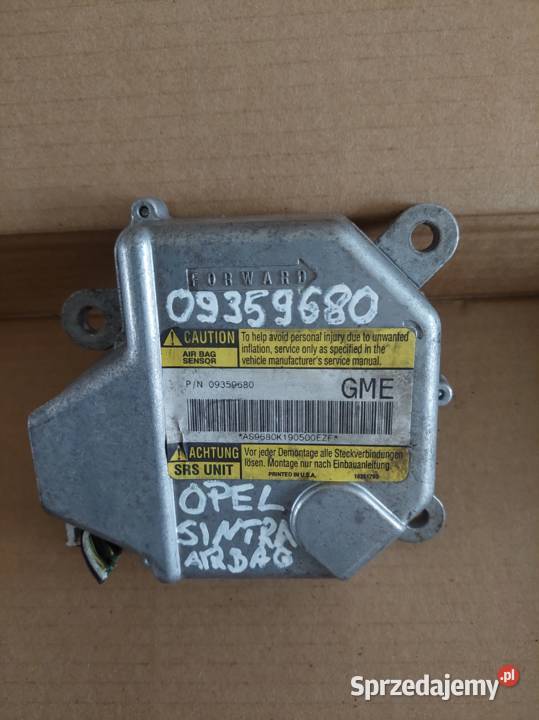 FORWARD
09359680
CAUTION
AIR BAG
SENSOR
To help avoid personal injury due to unwanted
inflation, service only as specified in the
vehicle manufacturer's service manual.
P/N 09359680
GME
*AS9680K190500EZF*
ACHTUNG
SRS UNIT
Vor jeder Demontage alle Steckverbindungen
lösen. Montage nur nach Einbauanleitung.
PRINTED IN U.S.A.
OPEL
SINTRA
AIRBAG
Sprzedajemy.pl